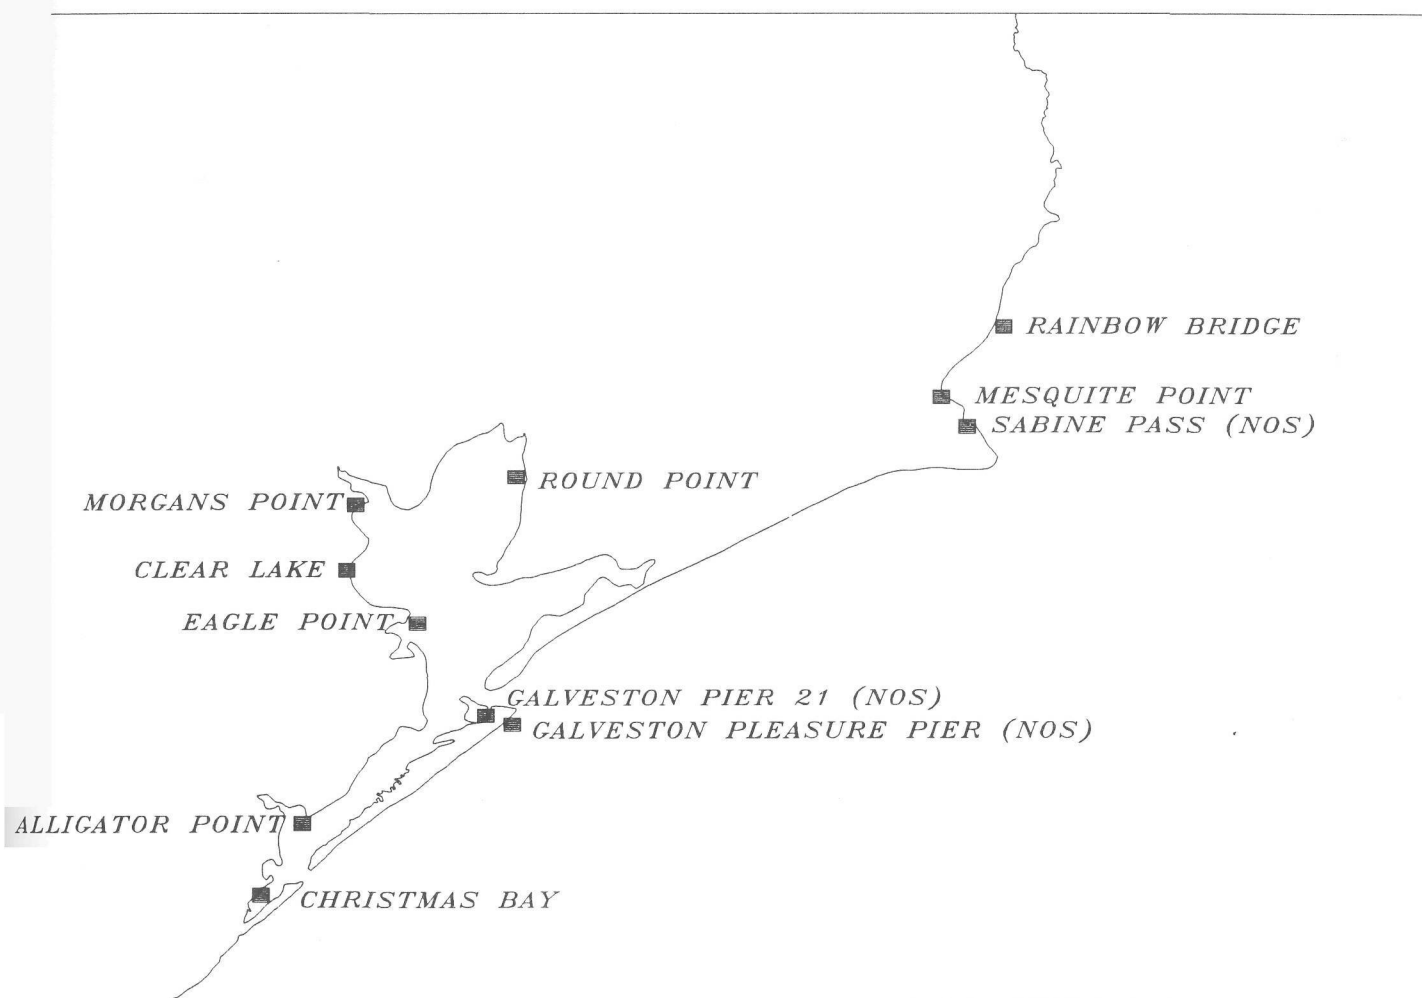 RAINBOW BRIDGE
MESQUITE POINT
SABINE PASS (NOS)
ROUND POINT
MORGANS POINT
CLEAR LAKE
EAGLE POINT
GALVESTON PIER 21 (NOS)
GALVESTON PLEASURE PIER (NOS)
ALLIGATOR POINT
CHRISTMAS BAY